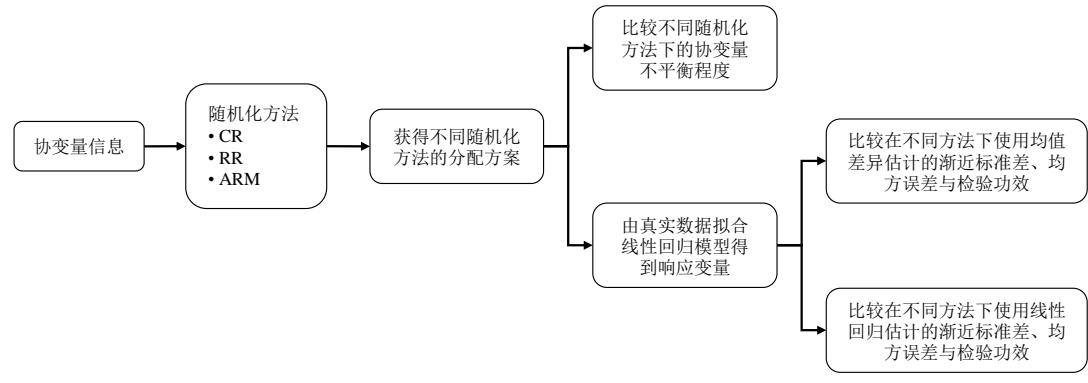 协变量信息
随机化方法
• CR
• RR
• ARM
获得不同随机化
方法的分配方案
比较不同随机化
方法下的协变量
不平衡程度
由真实数据拟合
线性回归模型得
到响应变量
比较在不同方法下使用均值
差异估计的渐近标准差、均
方误差与检验功效
比较在不同方法下使用线性
回归估计的渐近标准差、均
方误差与检验功效